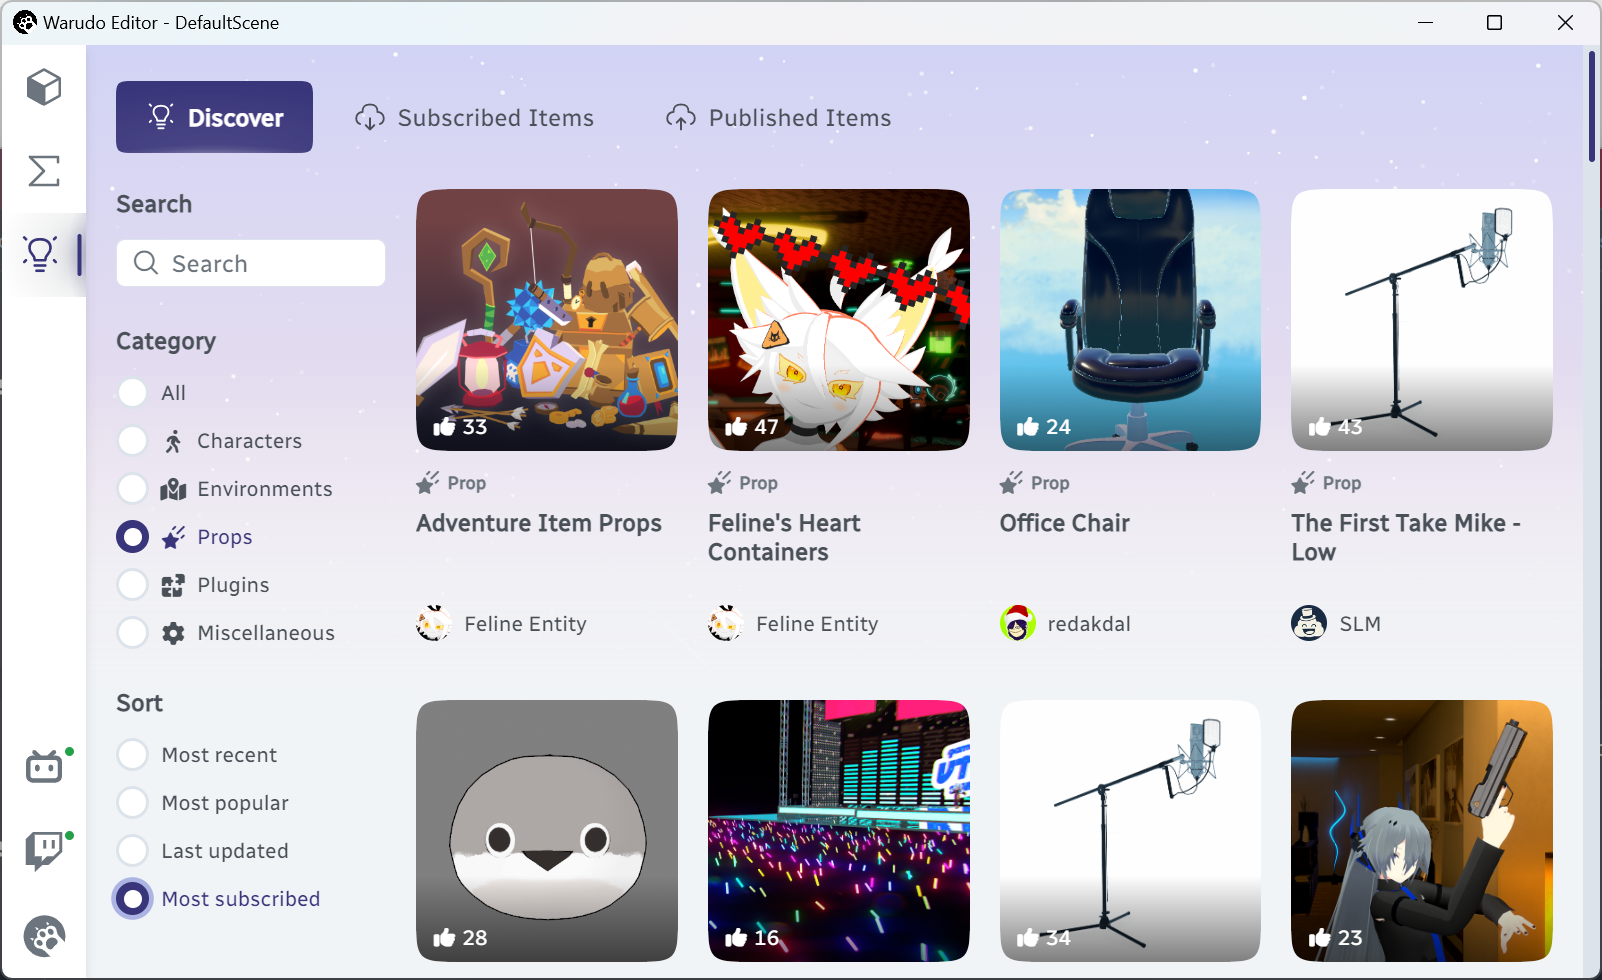 Warudo Editor - DefaultScene
Discover
Subscribed Items
Published Items
Search
Search
Category
All
Characters
Environments
Props
Plugins
Miscellaneous
Sort
Most recent
Most popular
Last updated
Most subscribed
33
47
24
43
Prop
Prop
Prop
Prop
Adventure Item Props
Feline's Heart
Containers
Office Chair
The First Take Mike -
Low
Feline Entity
Feline Entity
redakdal
SLM
28
16
34
23